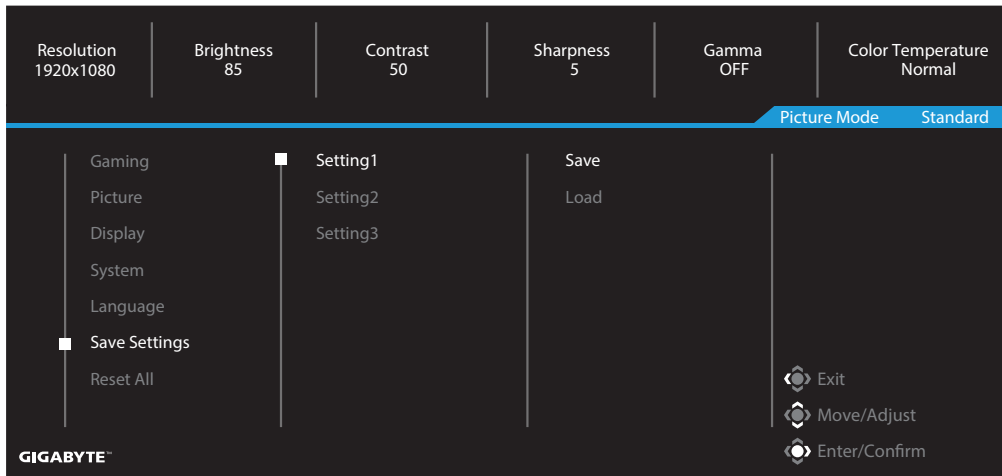 Resolution
1920x1080
Brightness
85
Contrast
50
Sharpness
5
Gamma
OFF
Color Temperature
Normal
Picture Mode Standard
Gaming
Picture
Display
System
Language
Save Settings
Reset All
Setting1
Setting2
Setting3
Save
Load
Exit
Move/Adjust
Enter/Confirm
GIGABYTE™